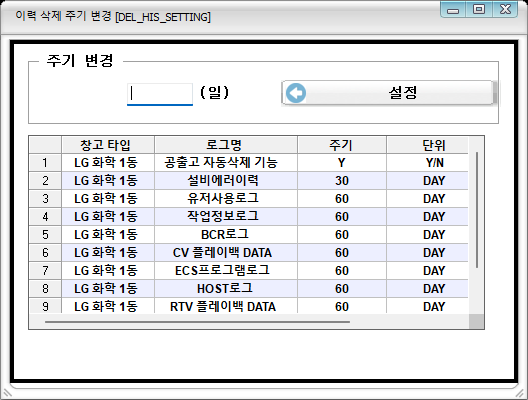 이력 삭제 주기 변경 [DEL_HIS_SETTING]
주기 변경
(일) 설정
창고 타입 로그명 주기 단위
1 LG 화학 1동 공출고 자동삭제 기능 Y Y/N
2 LG 화학 1동 설비에러이력 30 DAY
3 LG 화학 1동 유저사용로그 60 DAY
4 LG 화학 1동 작업정보로그 60 DAY
5 LG 화학 1동 BCR로그 60 DAY
6 LG 화학 1동 CV 플레이백 DATA 60 DAY
7 LG 화학 1동 ECS프로그램로그 60 DAY
8 LG 화학 1동 HOST로그 60 DAY
9 LG 화학 1동 RTV 플레이백 DATA 60 DAY